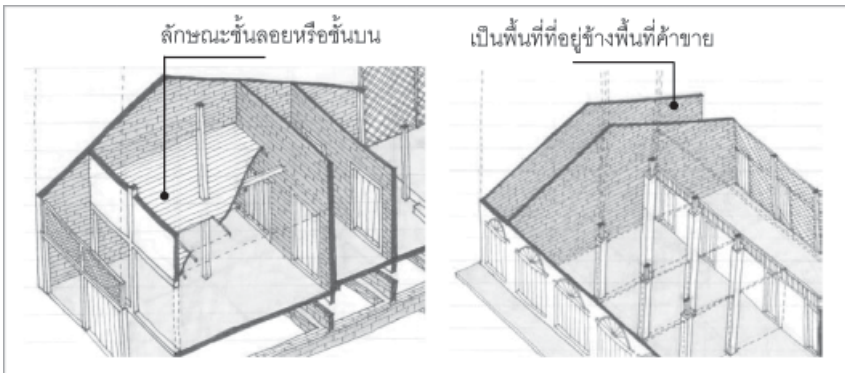 ลักษณะชั้นลอยหรือชั้นบน
เป็นพื้นที่ที่อยู่ข้างพื้นที่ค้าขาย